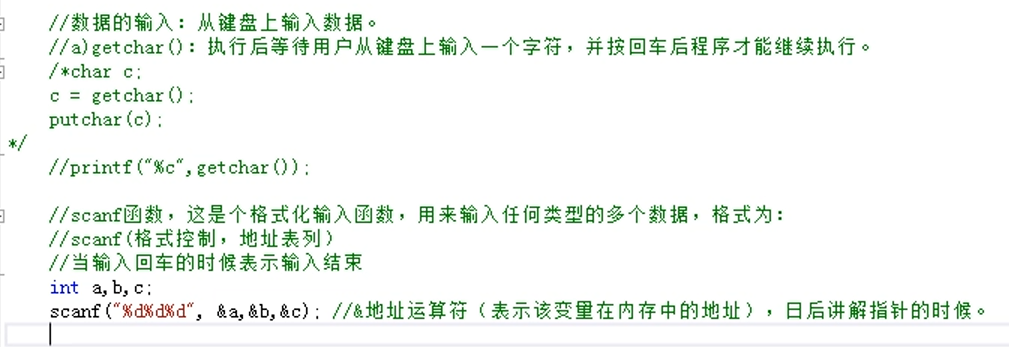 //数据的输入：从键盘上输入数据。
//a)getchar()：执行后等待用户从键盘上输入一个字符，并按回车后程序才能继续执行。
/*char c;
c = getchar();
putchar(c);
*/
//printf("%c",getchar());
//scanf函数，这是个格式化输入函数，用来输入任何类型的多个数据，格式为：
//scanf(格式控制，地址表列)
//当输入回车的时候表示输入结束
int a,b,c;
scanf("%d%d%d", &a,&b,&c); //&地址运算符（表示该变量在内存中的地址），日后讲解指针的时候。